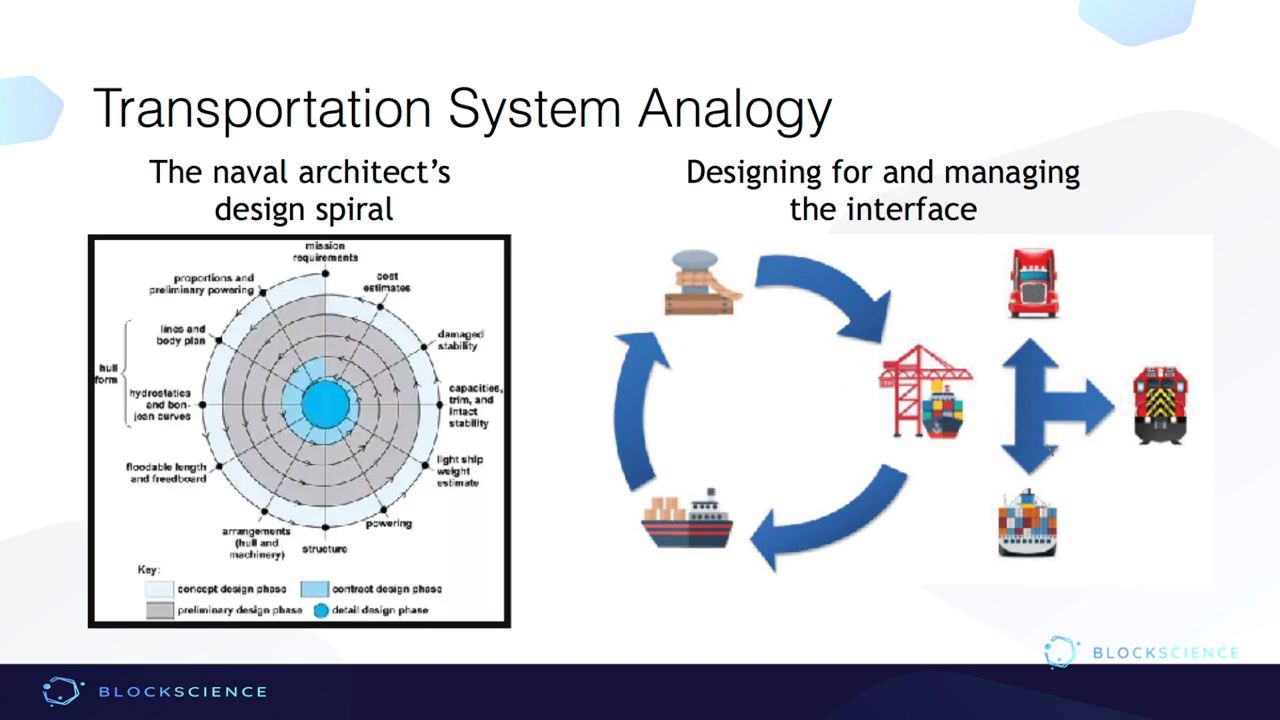 Transportation System Analogy
The naval architect's
design spiral
Designing for and managing
the interface
mission
requirements
cost
estimates
damaged
stability
capacities,
trim, and
intact
stability
light ship
weight
estimate
powering
structure
arrangements
(hull and
machinery)
floodable length
and freedboard
hydrostatics
and bon-
jean curves
hull
form
lines and
body plan
proportions and
preliminary powering
Key:
concept design phase
contract design phase
preliminary design phase
detail design phase
BLOCKSCIENCE
BLOCKSCIENCE